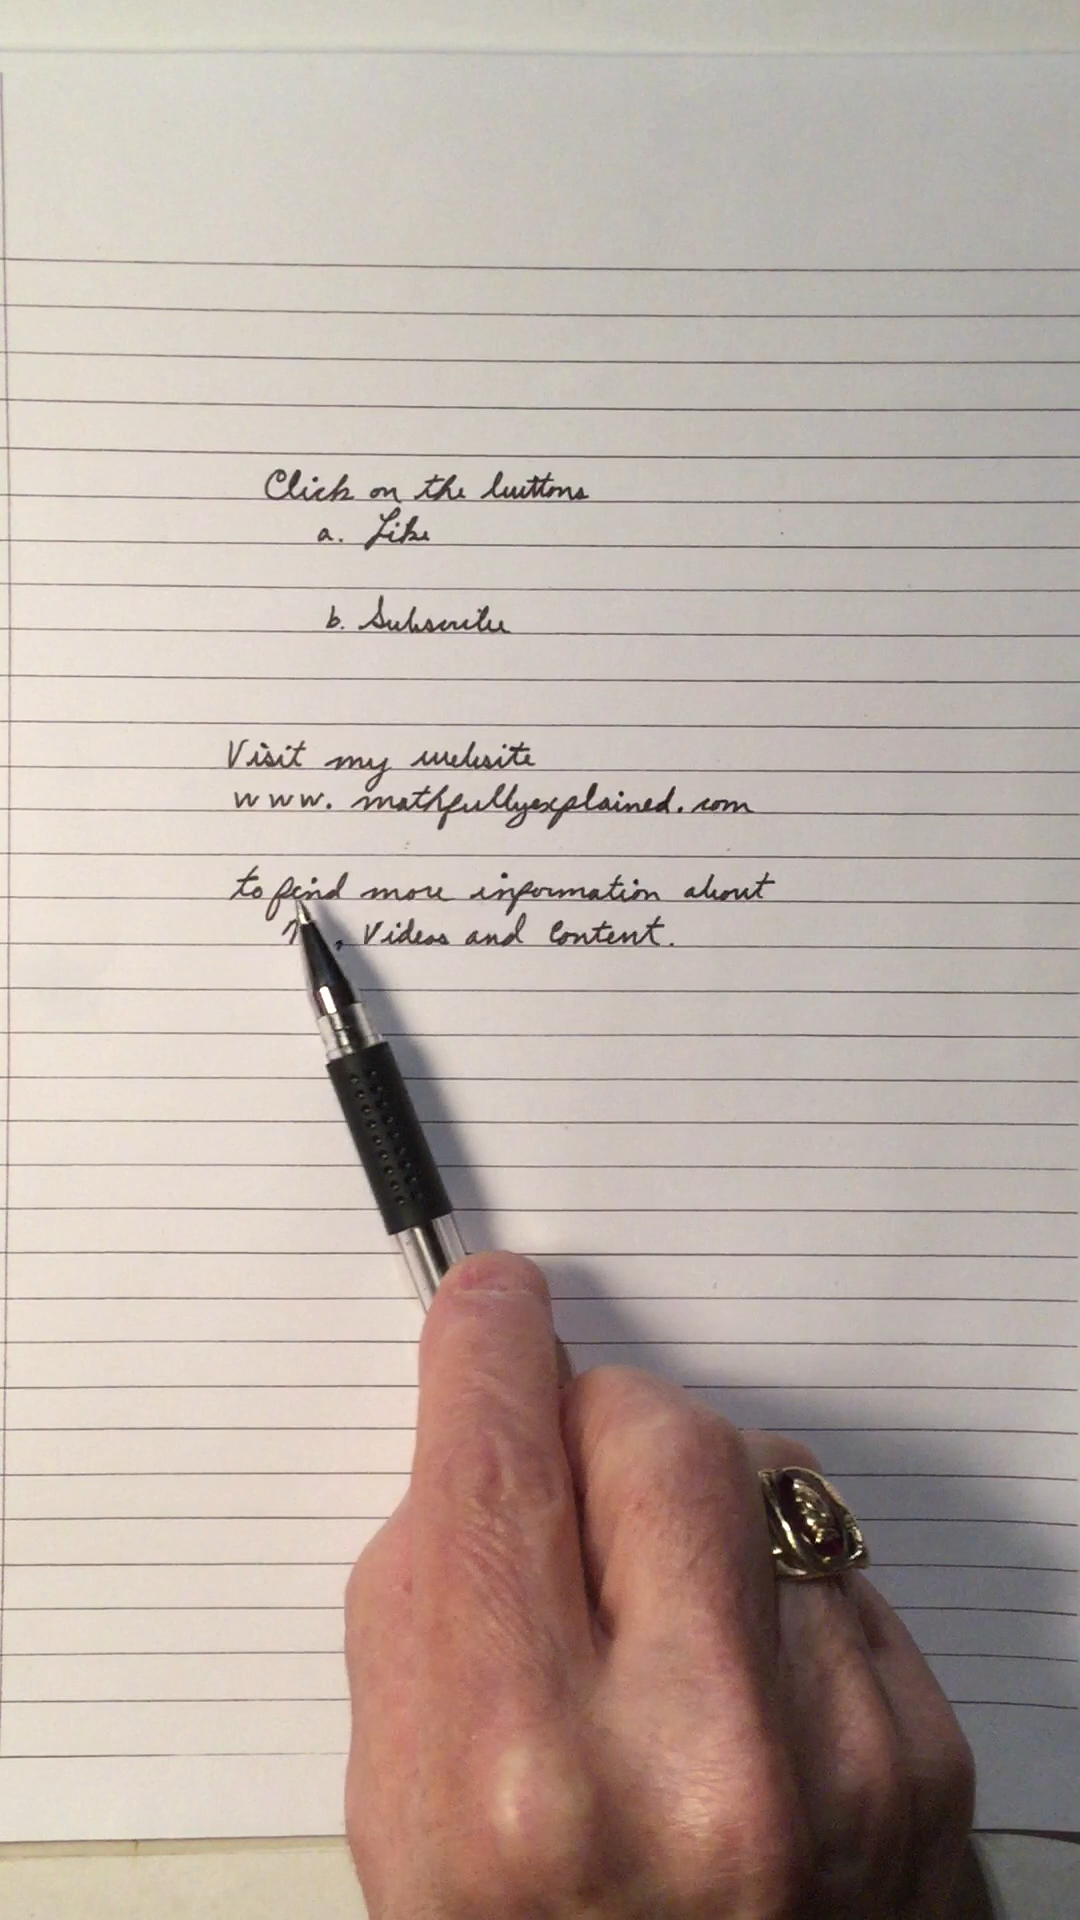 Click on the buttons
a. Like
b. Subscribe
Visit my website
www.mathfullyexplained.com
to find more information about
Videos and Content.